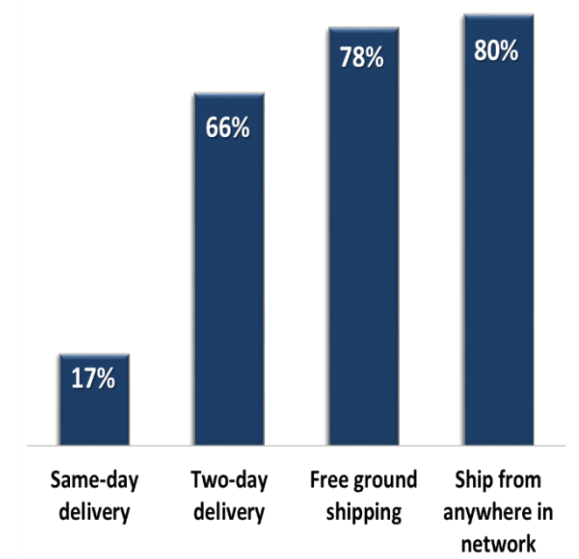 17%
66%
78%
80%
Same-day
delivery
Two-day
delivery
Free ground
shipping
Ship from
anywhere in
network